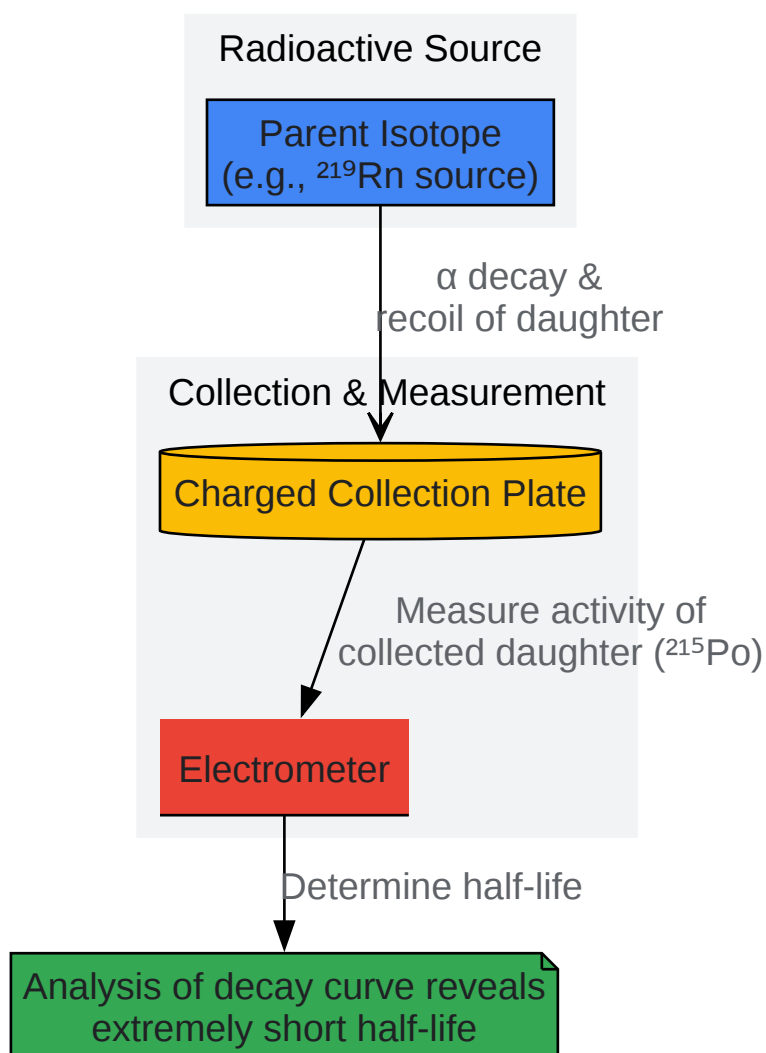 Radioactive Source
Parent Isotope
(e.g., ²¹⁹Rn source)
α decay &
recoil of daughter
Collection & Measurement
Charged Collection Plate
Measure activity of
collected daughter (²¹⁵Po)
Electrometer
Determine half-life
Analysis of decay curve reveals
extremely short half-life